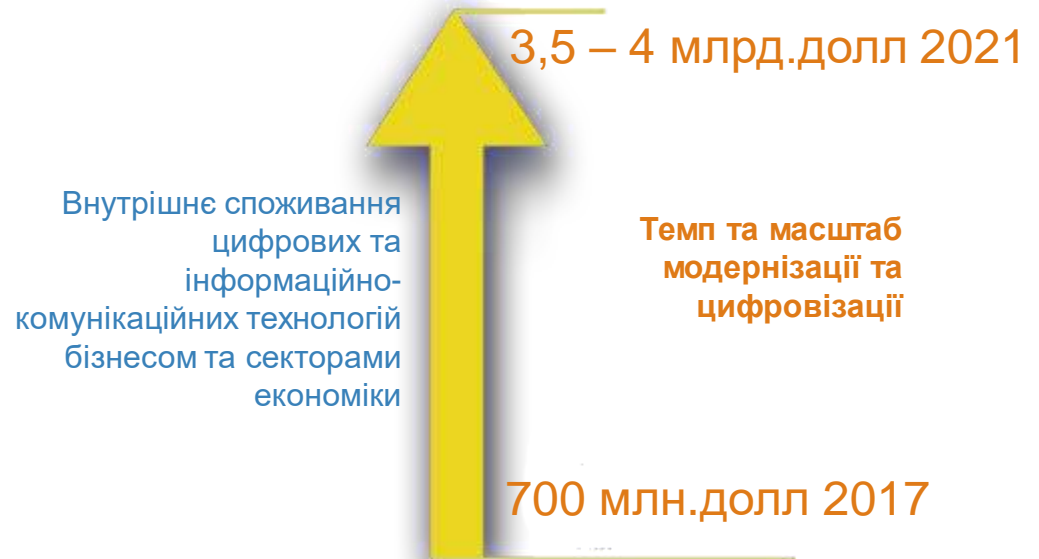 3,5 – 4 млрд.долл 2021
Внутрішнє споживання
цифрових та
інформаційно-
комунікаційних технологій
бізнесом та секторами
економіки
Темп та масштаб
модернізації та
цифровізації
700 млн.долл 2017